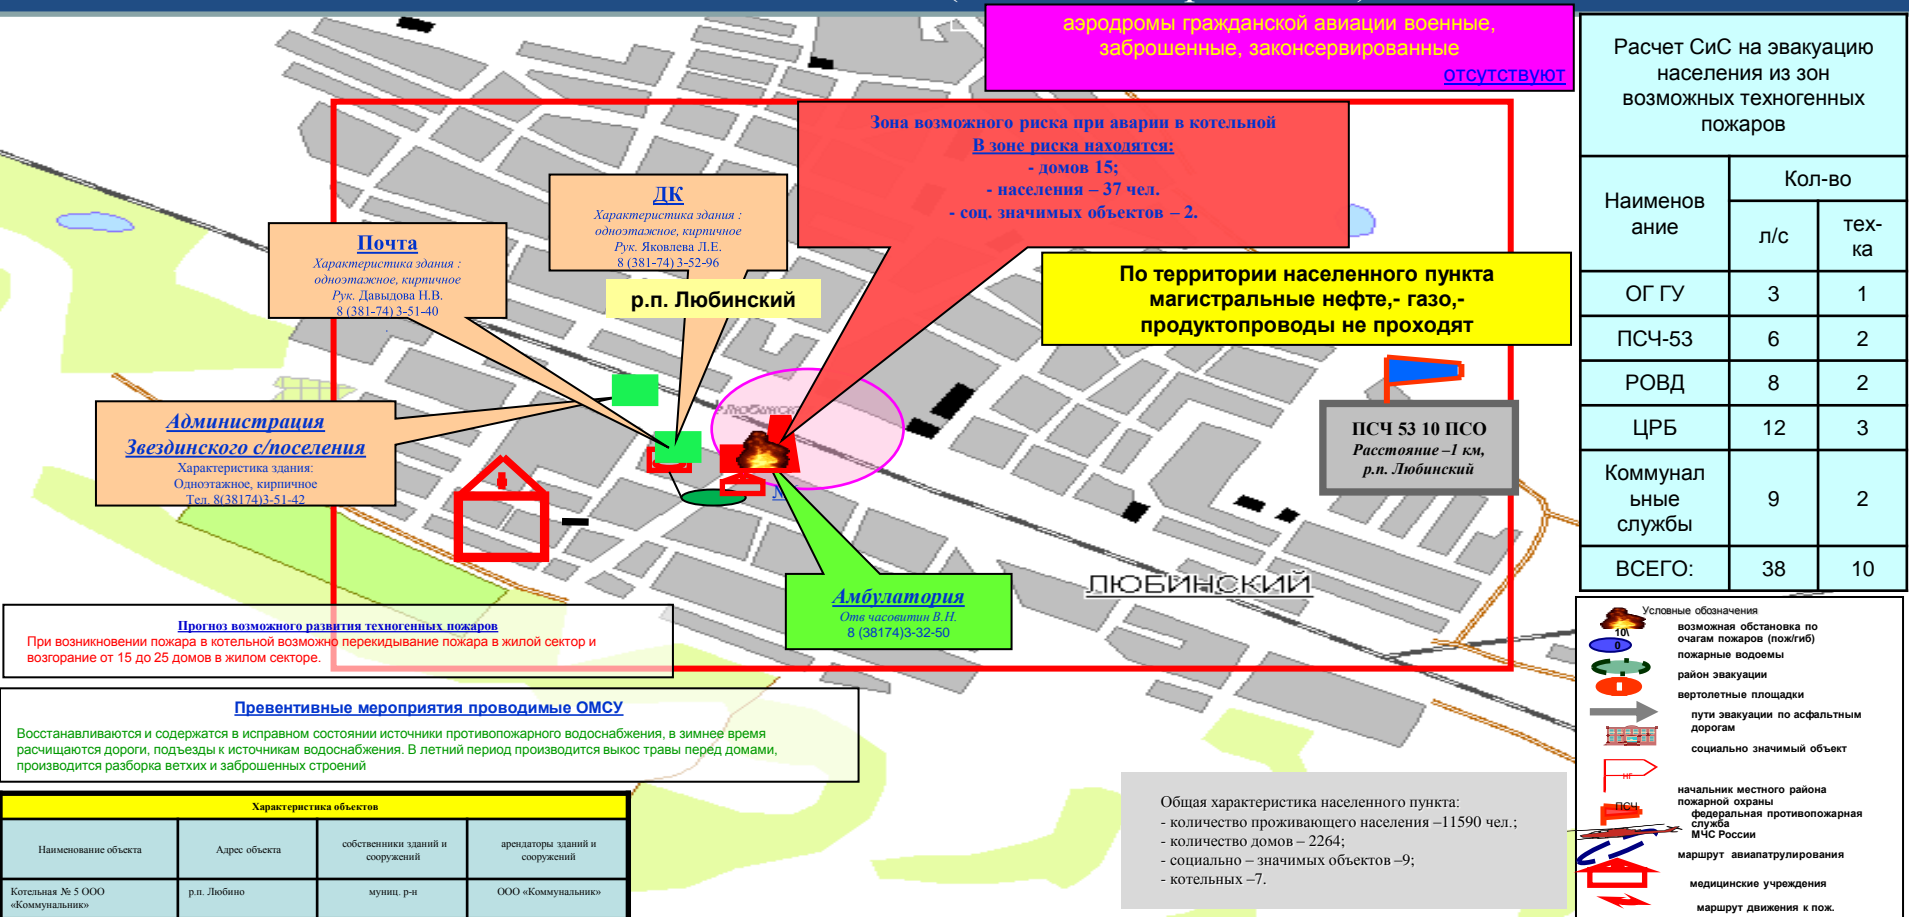 аэродромы гражданской авиации военные,
заброшенные, законсервированные
отсутствуют
Расчет СиС на эвакуацию
населения из зон
возможных техногенных
пожаров
Наименов
ание
Кол-во
л/с
тех-
ка
ОГ ГУ 3 1
ПСЧ-53 6 2
РОВД 8 2
ЦРБ 12 3
Коммунал
ьные
службы
9 2
ВСЕГО: 38 10
Зона возможного риска при аварии в котельной
В зоне риска находятся:
- домов 15;
- населения – 37 чел.
- соц. значимых объектов – 2.
ДК
Характеристика здания :
одноэтажное, кирпичное
Рук. Яковлева Л.Е.
8 (381-74) 3-52-96
Почта
Характеристика здания :
одноэтажное, кирпичное
Рук. Давыдова Н.В.
8 (381-74) 3-51-40
р.п. Любинский
По территории населенного пункта
магистральные нефте,- газо,-
продуктопроводы не проходят
Администрация
Звездинского с/поселения
Характеристика здания:
Одноэтажное, кирпичное
Тел. 8(38174)3-51-42
ПСЧ 53 10 ПСО
Расстояние –1 км,
р.п. Любинский
Амбулатория
Отв часовитин В.Н.
8 (38174)3-32-50
ЛЮБИНСКИЙ
Прогноз возможного развития техногенных пожаров
При возникновении пожара в котельной возможно перекидывание пожара в жилой сектор и
возгорание от 15 до 25 домов в жилом секторе.
Превентивные мероприятия проводимые ОМСУ
Восстанавливаются и содержатся в исправном состоянии источники противопожарного водоснабжения, в зимнее время
расчищаются дороги, подъезды к источникам водоснабжения. В летний период производится выкос травы перед домами,
производится разборка ветхих и заброшенных строений
Характеристика объектов
Наименование объекта
Адрес объекта
собственники зданий и
сооружений
арендаторы зданий и
сооружений
Котельная № 5 ООО
«Коммунальник»
р.п. Любино
муниц. р-н
ООО «Коммунальник»
Общая характеристика населенного пункта:
- количество проживающего населения –11590 чел.;
- количество домов – 2264;
- социально – значимых объектов –9;
- котельных –7.
Условные обозначения
10\
0
возможная обстановка по
очагам пожаров (пож/гиб)
пожарные водоемы
район эвакуации
вертолетные площадки
пути эвакуации по асфальтным
дорогам
социально значимый объект
НГ
начальник местного района
пожарной охраны
ПСЧ
федеральная противопожарная
служба
МЧС России
маршрут авиапатрулирования
медицинские учреждения
маршрут движения к пож.